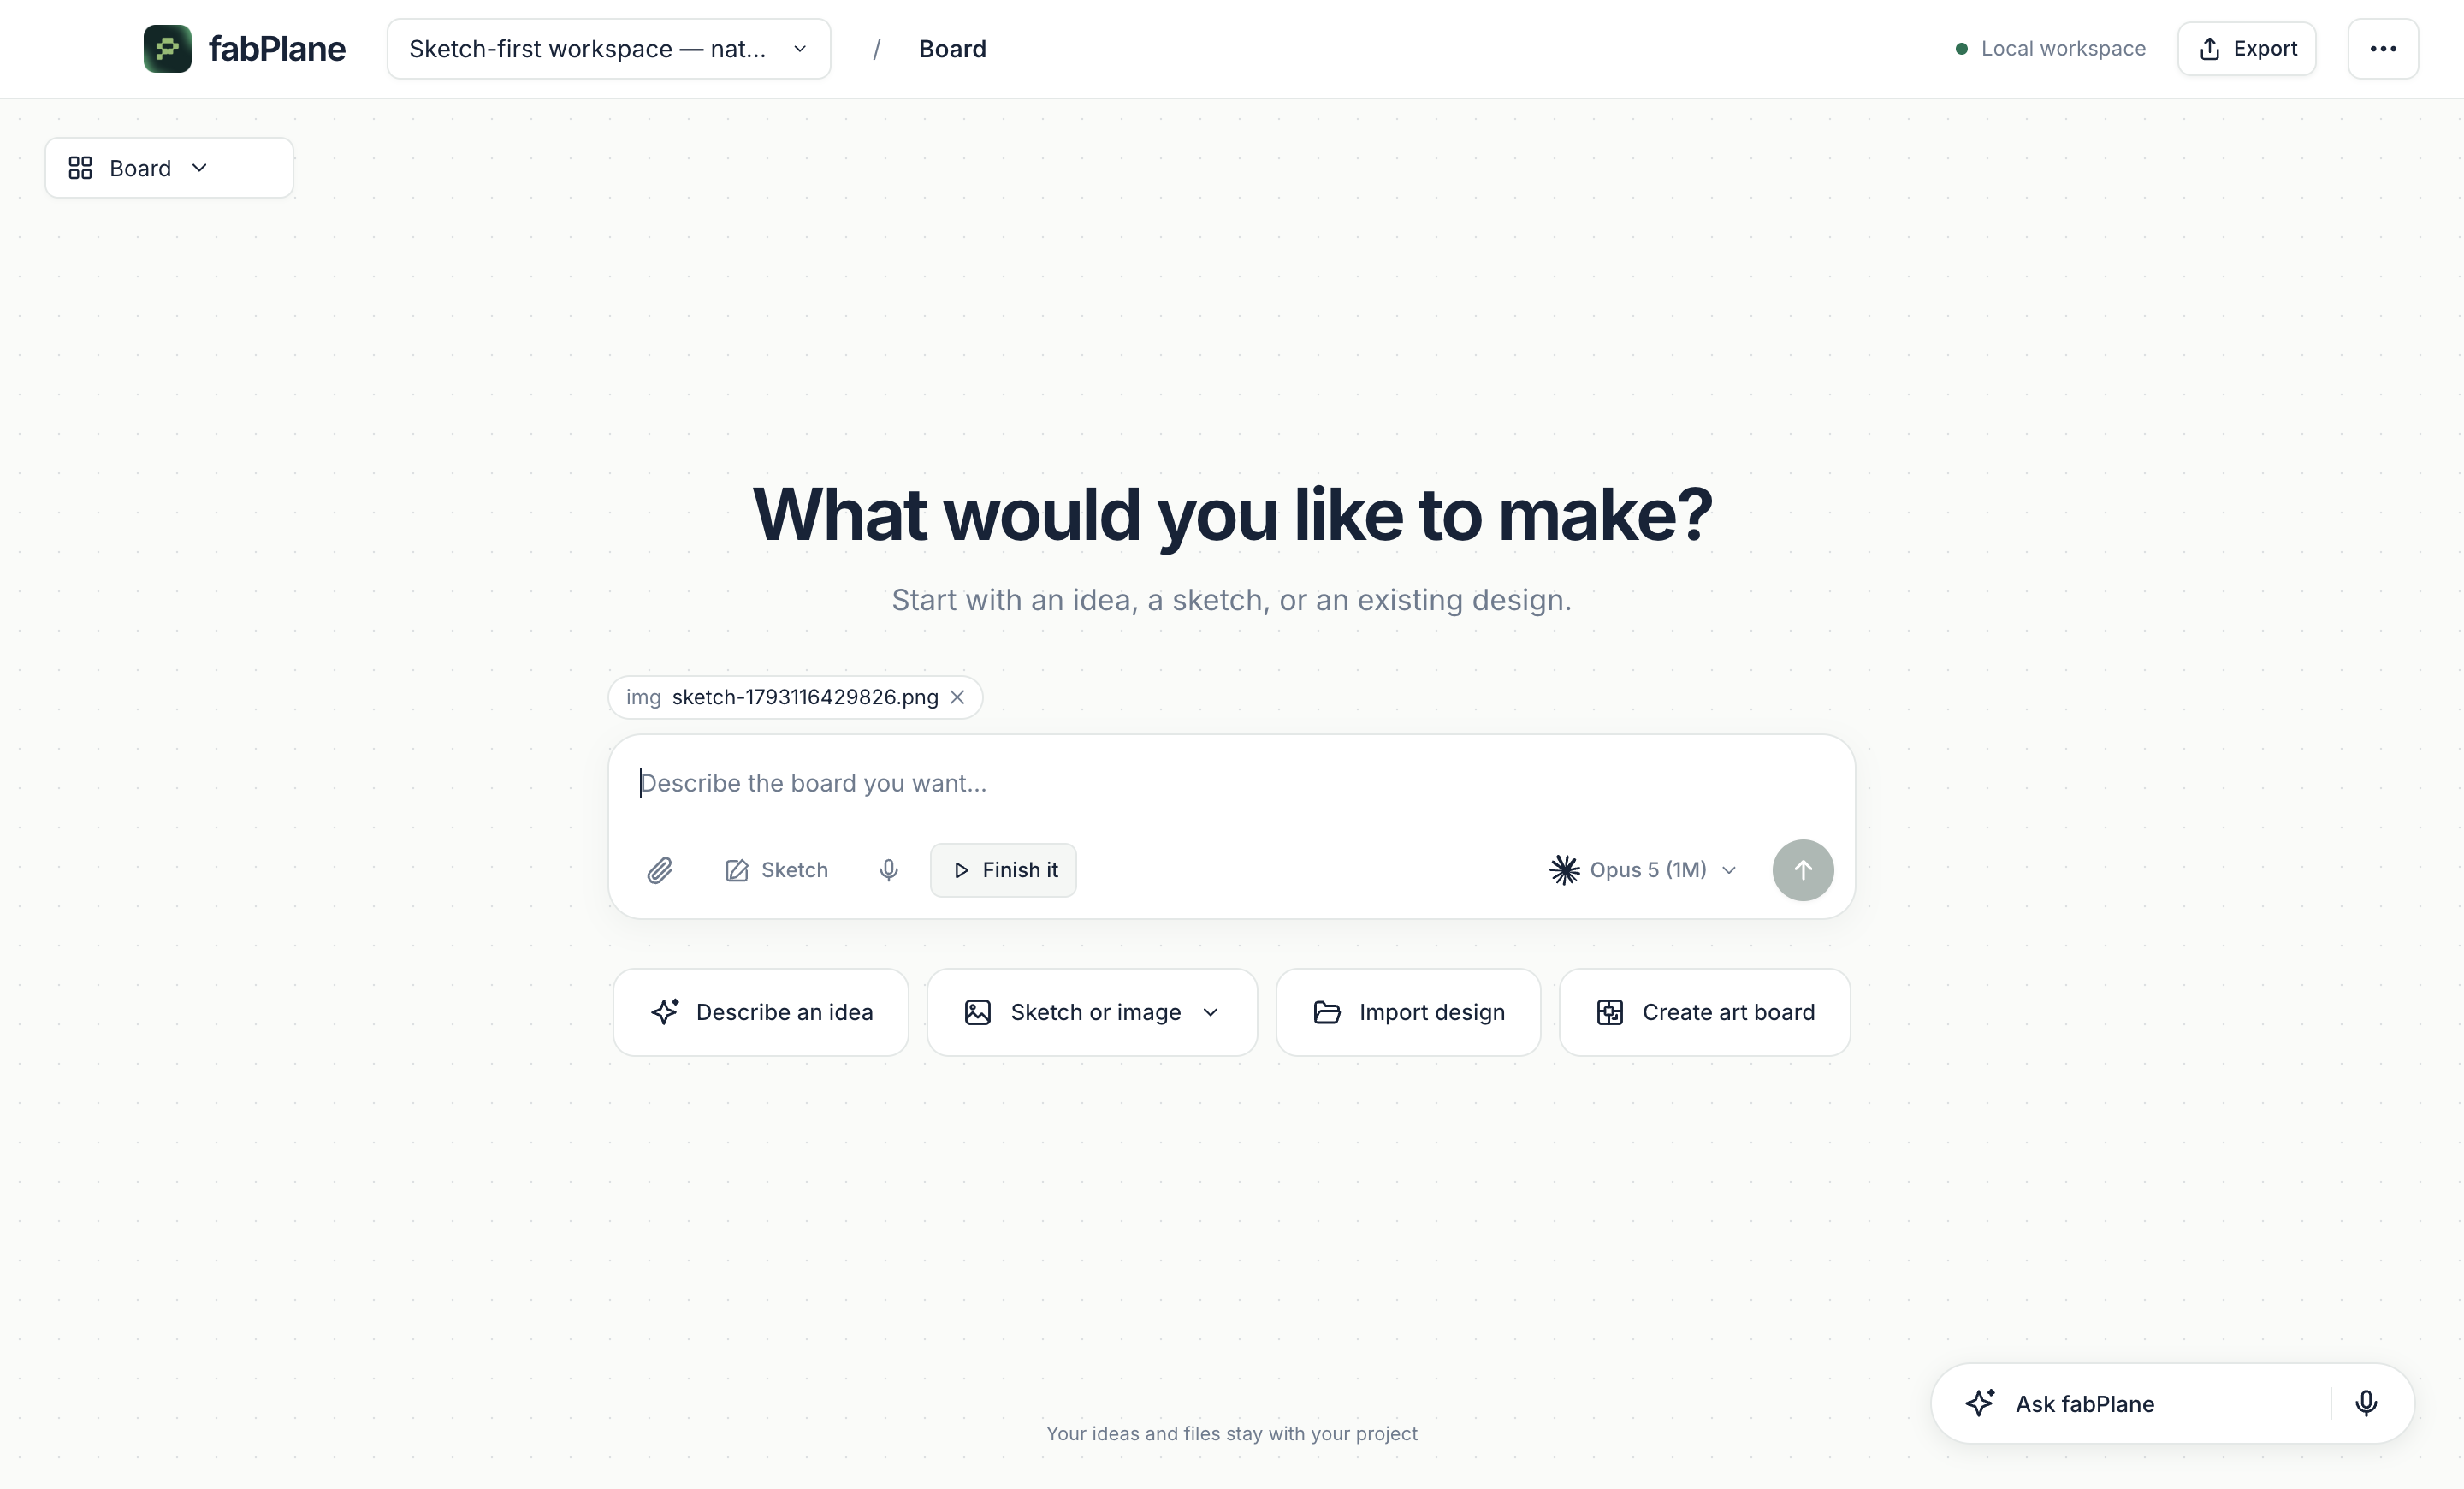 fabPlane
Sketch-first workspace — nat...
/
Board
Local workspace
Export
Board
What would you like to make?
Start with an idea, a sketch, or an existing design.
img sketch-1793116429826.png
Describe the board you want...
Sketch
Finish it
Opus 5 (1M)
Describe an idea
Sketch or image
Import design
Create art board
Ask fabPlane
Your ideas and files stay with your project